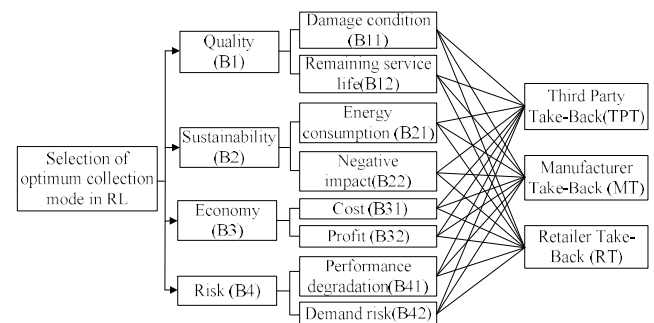 Selection of
optimum collection
mode in RL
Quality
(B1)
Sustainability
(B2)
Economy
(B3)
Risk (B4)
Damage condition
(B11)
Remaining service
life(B12)
Energy
consumption (B21)
Negative
impact(B22)
Cost (B31)
Profit (B32)
Performance
degradation(B41)
Demand risk(B42)
Third Party
Take-Back(TPT)
Manufacturer
Take-Back (MT)
Retailer Take-
Back (RT)